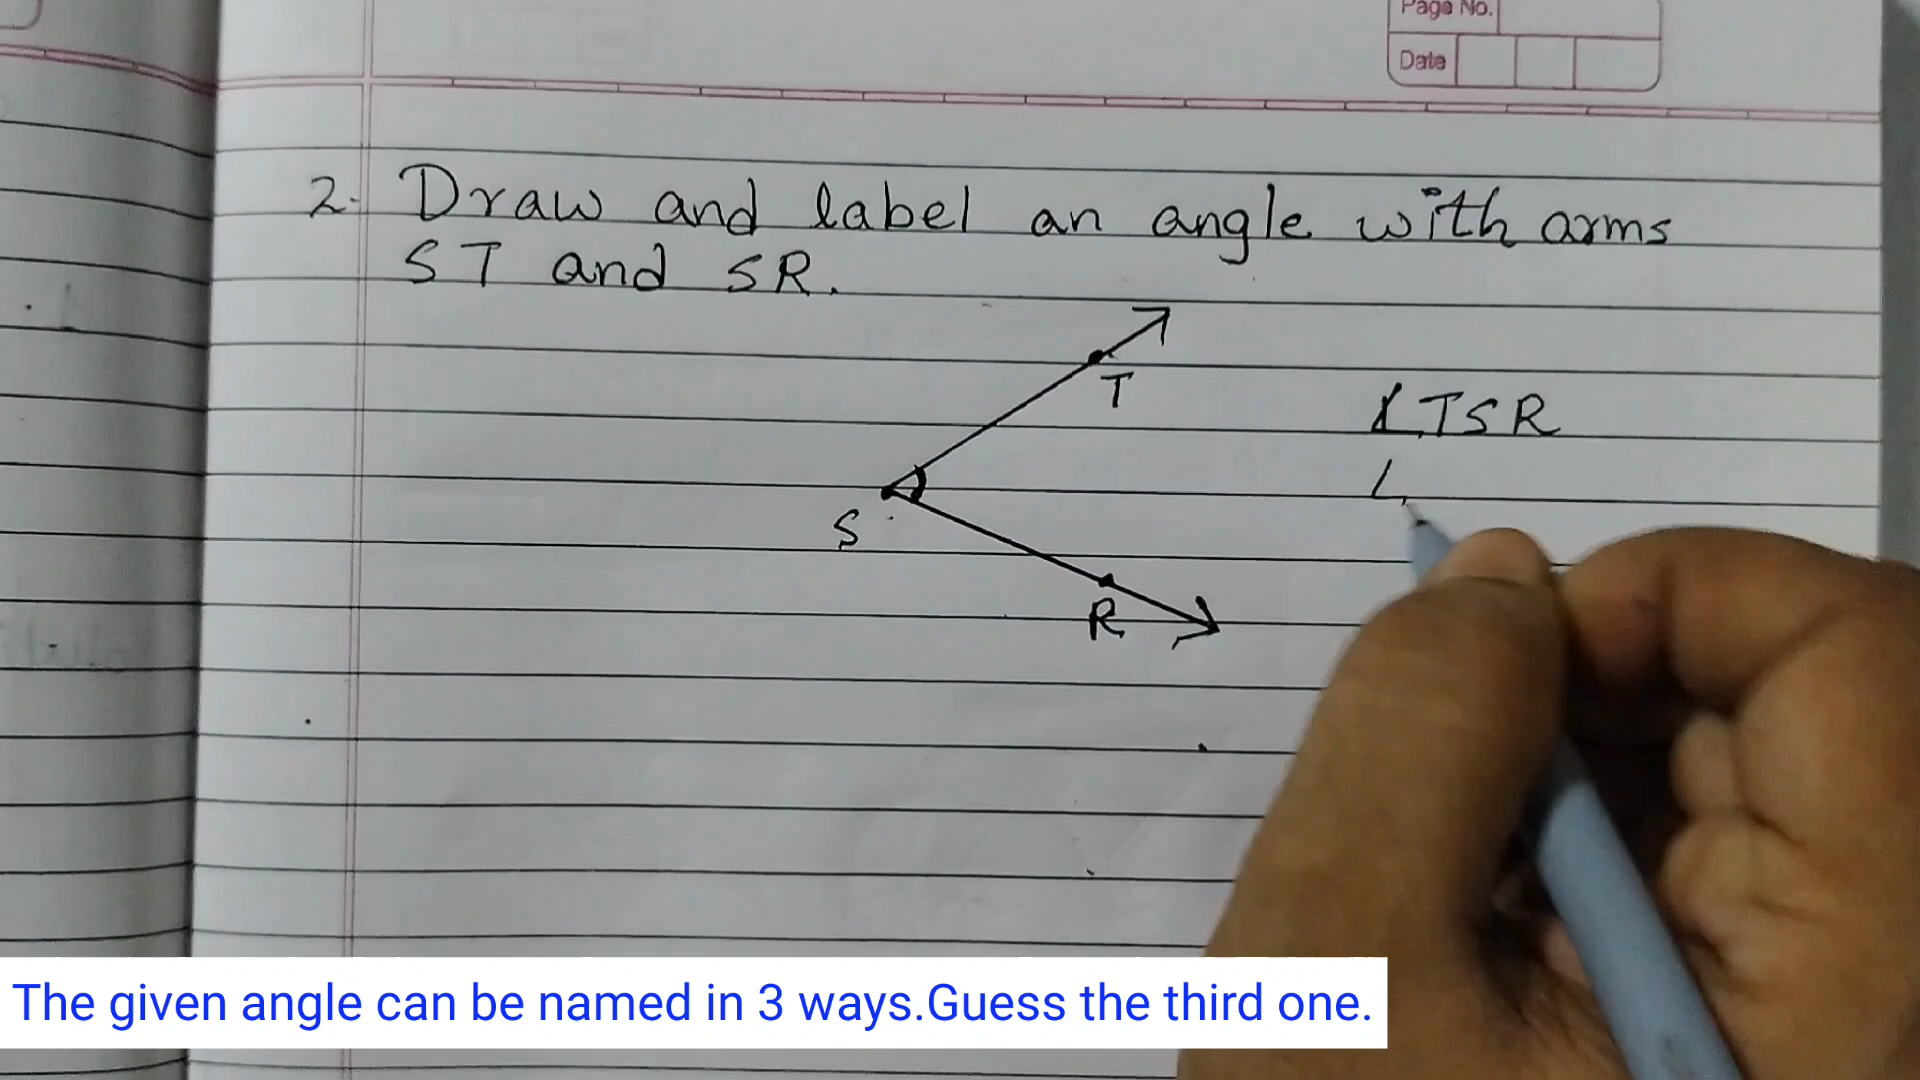 Page No.
Date
2. Draw and label an angle with arms
ST and SR.
T
∠TSR
∠
S
R
The given angle can be named in 3 ways.Guess the third one.